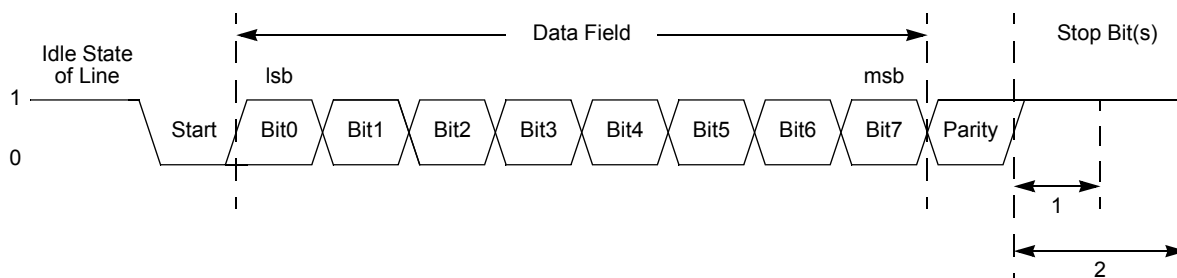 Data Field
Stop Bit(s)
Idle State
of Line
lsb
msb
1
Start
Bit0
Bit1
Bit2
Bit3
Bit4
Bit5
Bit6
Bit7
Parity
0
1
2